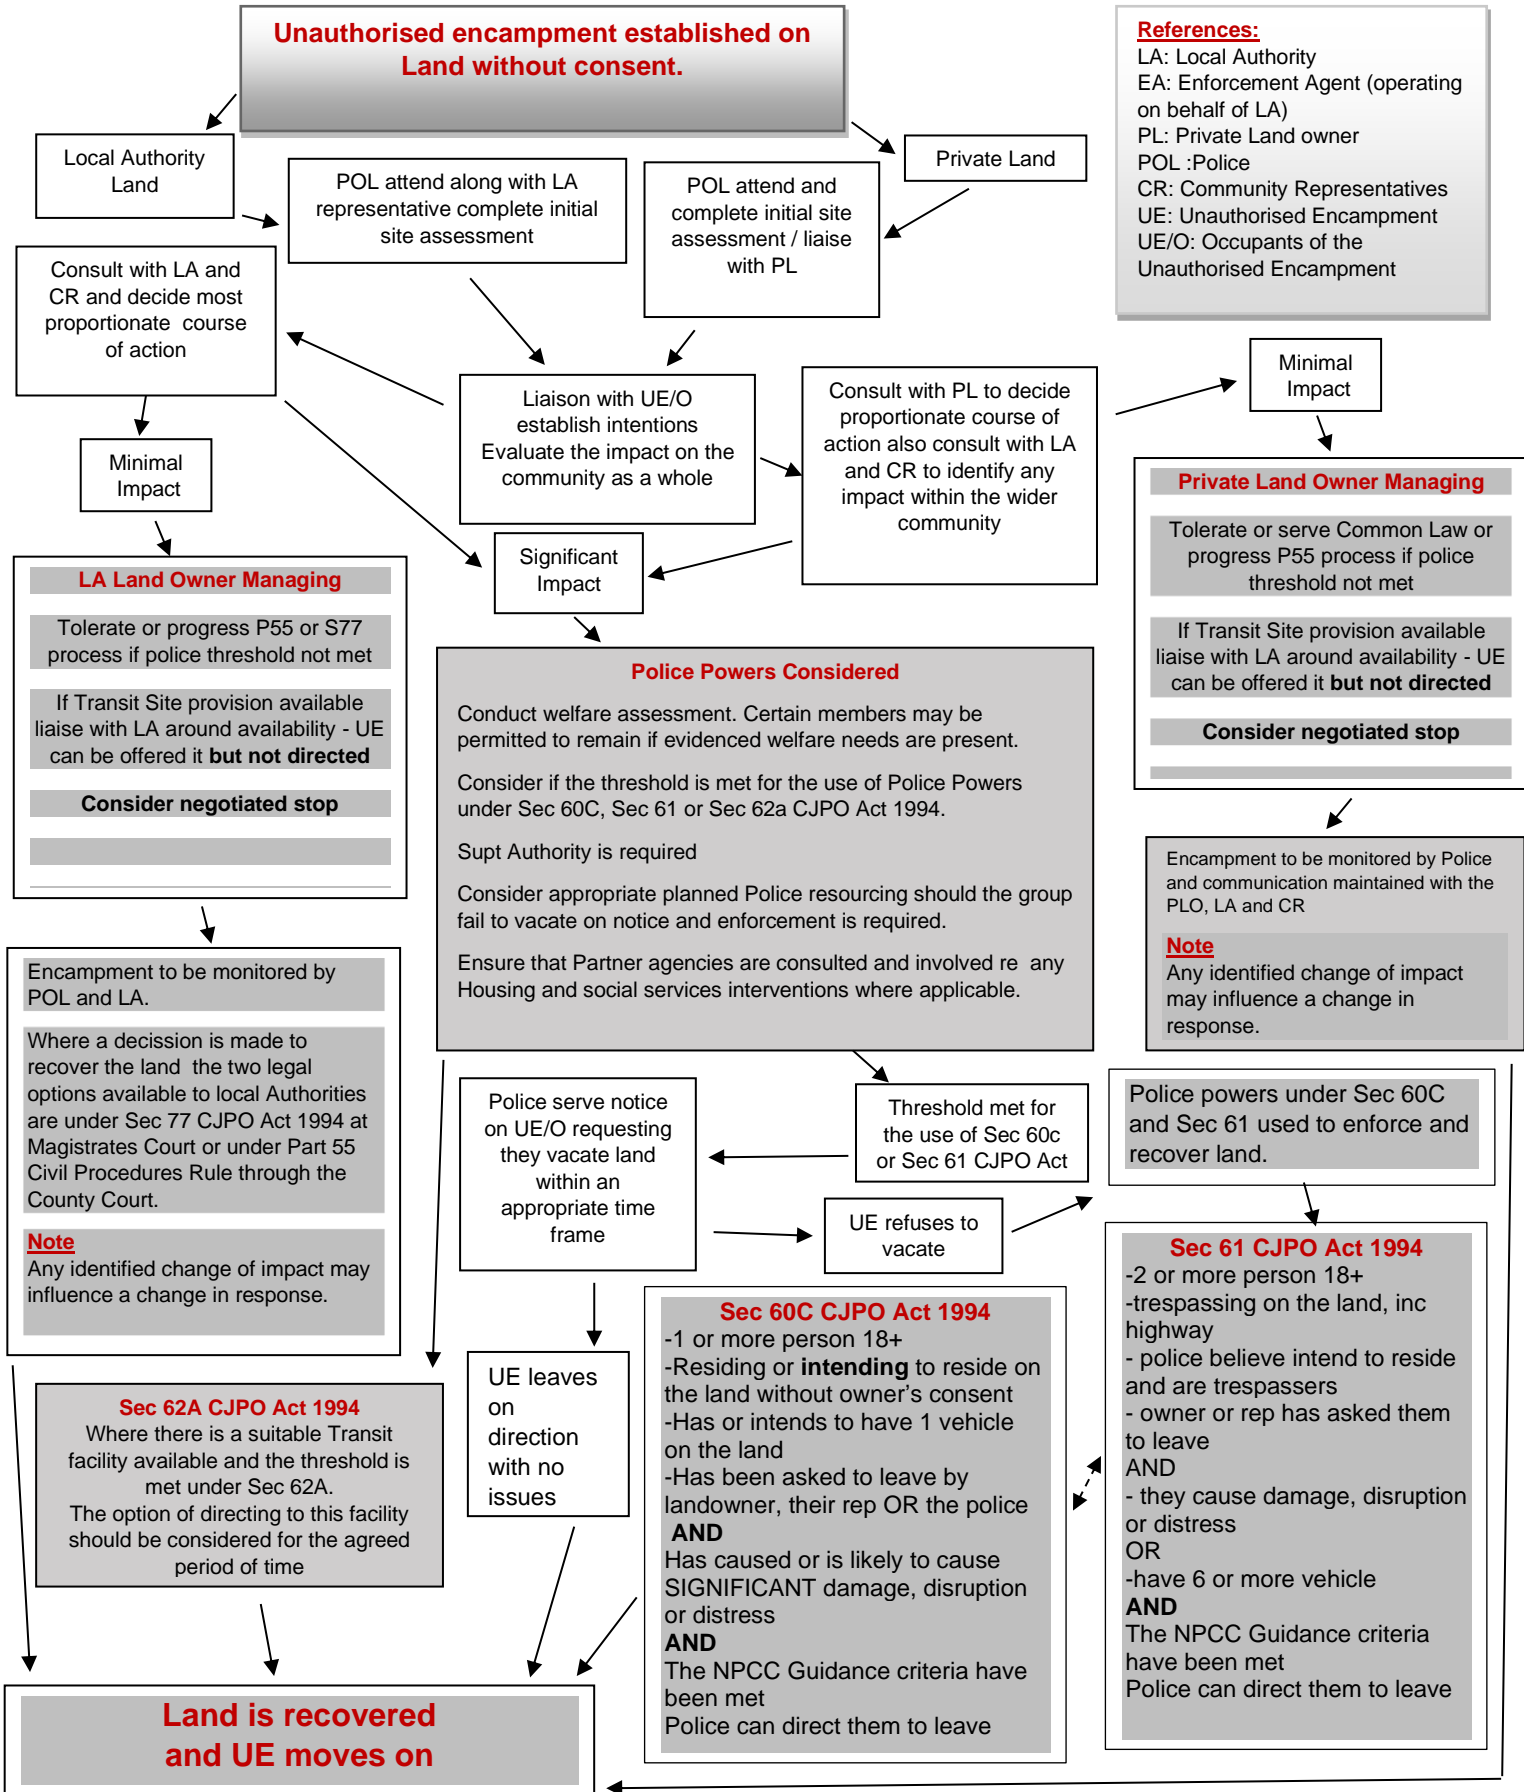 Unauthorised encampment established on
Land without consent.
References:
LA: Local Authority
EA: Enforcement Agent (operating
on behalf of LA)
PL: Private Land owner
POL :Police
CR: Community Representatives
UE: Unauthorised Encampment
UE/O: Occupants of the
Unauthorised Encampment
Local Authority
Land
POL attend along with LA
representative complete initial
site assessment
POL attend and
complete initial site
assessment / liaise
with PL
Private Land
Consult with LA and
CR and decide most
proportionate  course
of action
Liaison with UE/O
establish intentions
Evaluate the impact on the
community as a whole
Consult with PL to decide
proportionate course of
action also consult with LA
and CR to identify any
impact within the wider
community
Minimal
Impact
Minimal
Impact
Significant
Impact
LA Land Owner Managing
Tolerate or progress P55 or S77
process if police threshold not met
If Transit Site provision available
liaise with LA around availability - UE
can be offered it but not directed
Consider negotiated stop
Police Powers Considered
Conduct welfare assessment. Certain members may be
permitted to remain if evidenced welfare needs are present.
Consider if the threshold is met for the use of Police Powers
under Sec 60C, Sec 61 or Sec 62a CJPO Act 1994.
Supt Authority is required
Consider appropriate planned Police resourcing should the group
fail to vacate on notice and enforcement is required.
Ensure that Partner agencies are consulted and involved re  any
Housing and social services interventions where applicable.
Private Land Owner Managing
Tolerate or serve Common Law or
progress P55 process if police
threshold not met
If Transit Site provision available
liaise with LA around availability - UE
can be offered it but not directed
Consider negotiated stop
Encampment to be monitored by Police
and communication maintained with the
PLO, LA and CR
Note
Any identified change of impact
may influence a change in
response.
Encampment to be monitored by
POL and LA.
Where a decission is made to
recover the land  the two legal
options available to local Authorities
are under Sec 77 CJPO Act 1994 at
Magistrates Court or under Part 55
Civil Procedures Rule through the
County Court.
Note
Any identified change of impact may
influence a change in response.
Police serve notice
on UE/O requesting
they vacate land
within an
appropriate time
frame
Threshold met for
the use of Sec 60c
or Sec 61 CJPO Act
Police powers under Sec 60C
and Sec 61 used to enforce and
recover land.
UE refuses to
vacate
Sec 62A CJPO Act 1994
Where there is a suitable Transit
facility available and the threshold is
met under Sec 62A.
The option of directing to this facility
should be considered for the agreed
period of time
UE leaves
on
direction
with no
issues
Sec 60C CJPO Act 1994
-1 or more person 18+
-Residing or intending to reside on
the land without owner’s consent
-Has or intends to have 1 vehicle
on the land
-Has been asked to leave by
landowner, their rep OR the police
AND
Has caused or is likely to cause
SIGNIFICANT damage, disruption
or distress
AND
The NPCC Guidance criteria have
been met
Police can direct them to leave
Sec 61 CJPO Act 1994
-2 or more person 18+
-trespassing on the land, inc
highway
- police believe intend to reside
and are trespassers
- owner or rep has asked them
to leave
AND
- they cause damage, disruption
or distress
OR
-have 6 or more vehicle
AND
The NPCC Guidance criteria
have been met
Police can direct them to leave
Land is recovered
and UE moves on